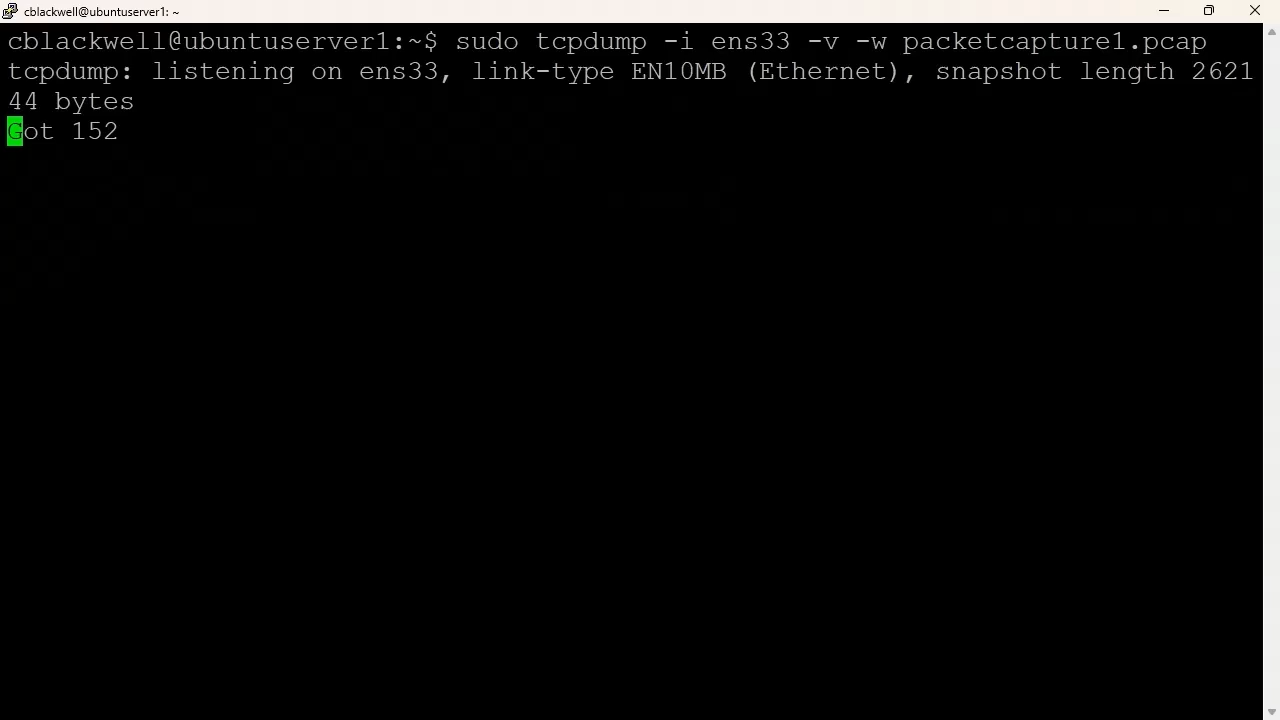 cblackwell@ubuntuserver1: ~
cblackwell@ubuntuserver1:~$ sudo tcpdump -i ens33 -v -w packetcapture1.pcap
tcpdump: listening on ens33, link-type EN10MB (Ethernet), snapshot length 2621
44 bytes
Got 152